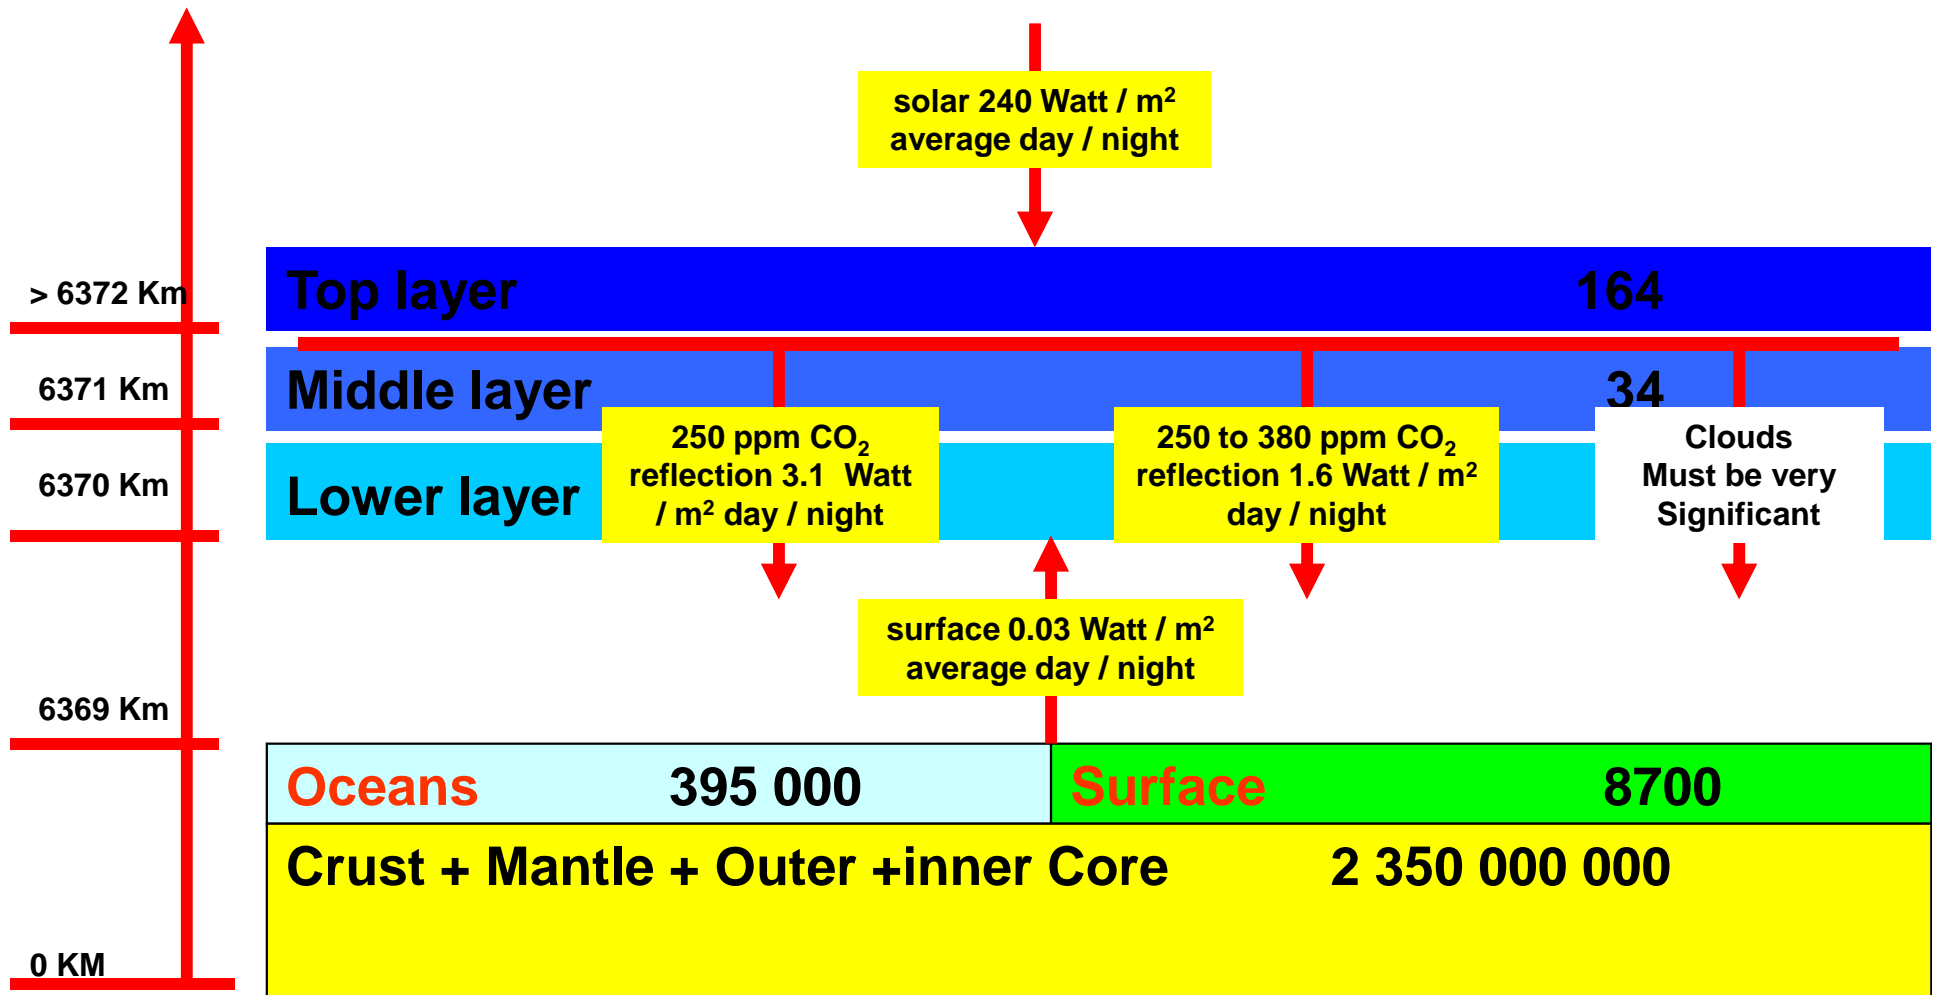 solar 240 Watt / m²
average day / night
> 6372 Km
Top layer 164
6371 Km
Middle layer 34
250 ppm CO₂
reflection 3.1 Watt
/ m² day / night
250 to 380 ppm CO₂
reflection 1.6 Watt / m²
day / night
Clouds
Must be very
Significant
6370 Km
Lower layer
surface 0.03 Watt / m²
average day / night
6369 Km
Oceans 395 000
Surface 8700
Crust + Mantle + Outer +inner Core 2 350 000 000
0 KM